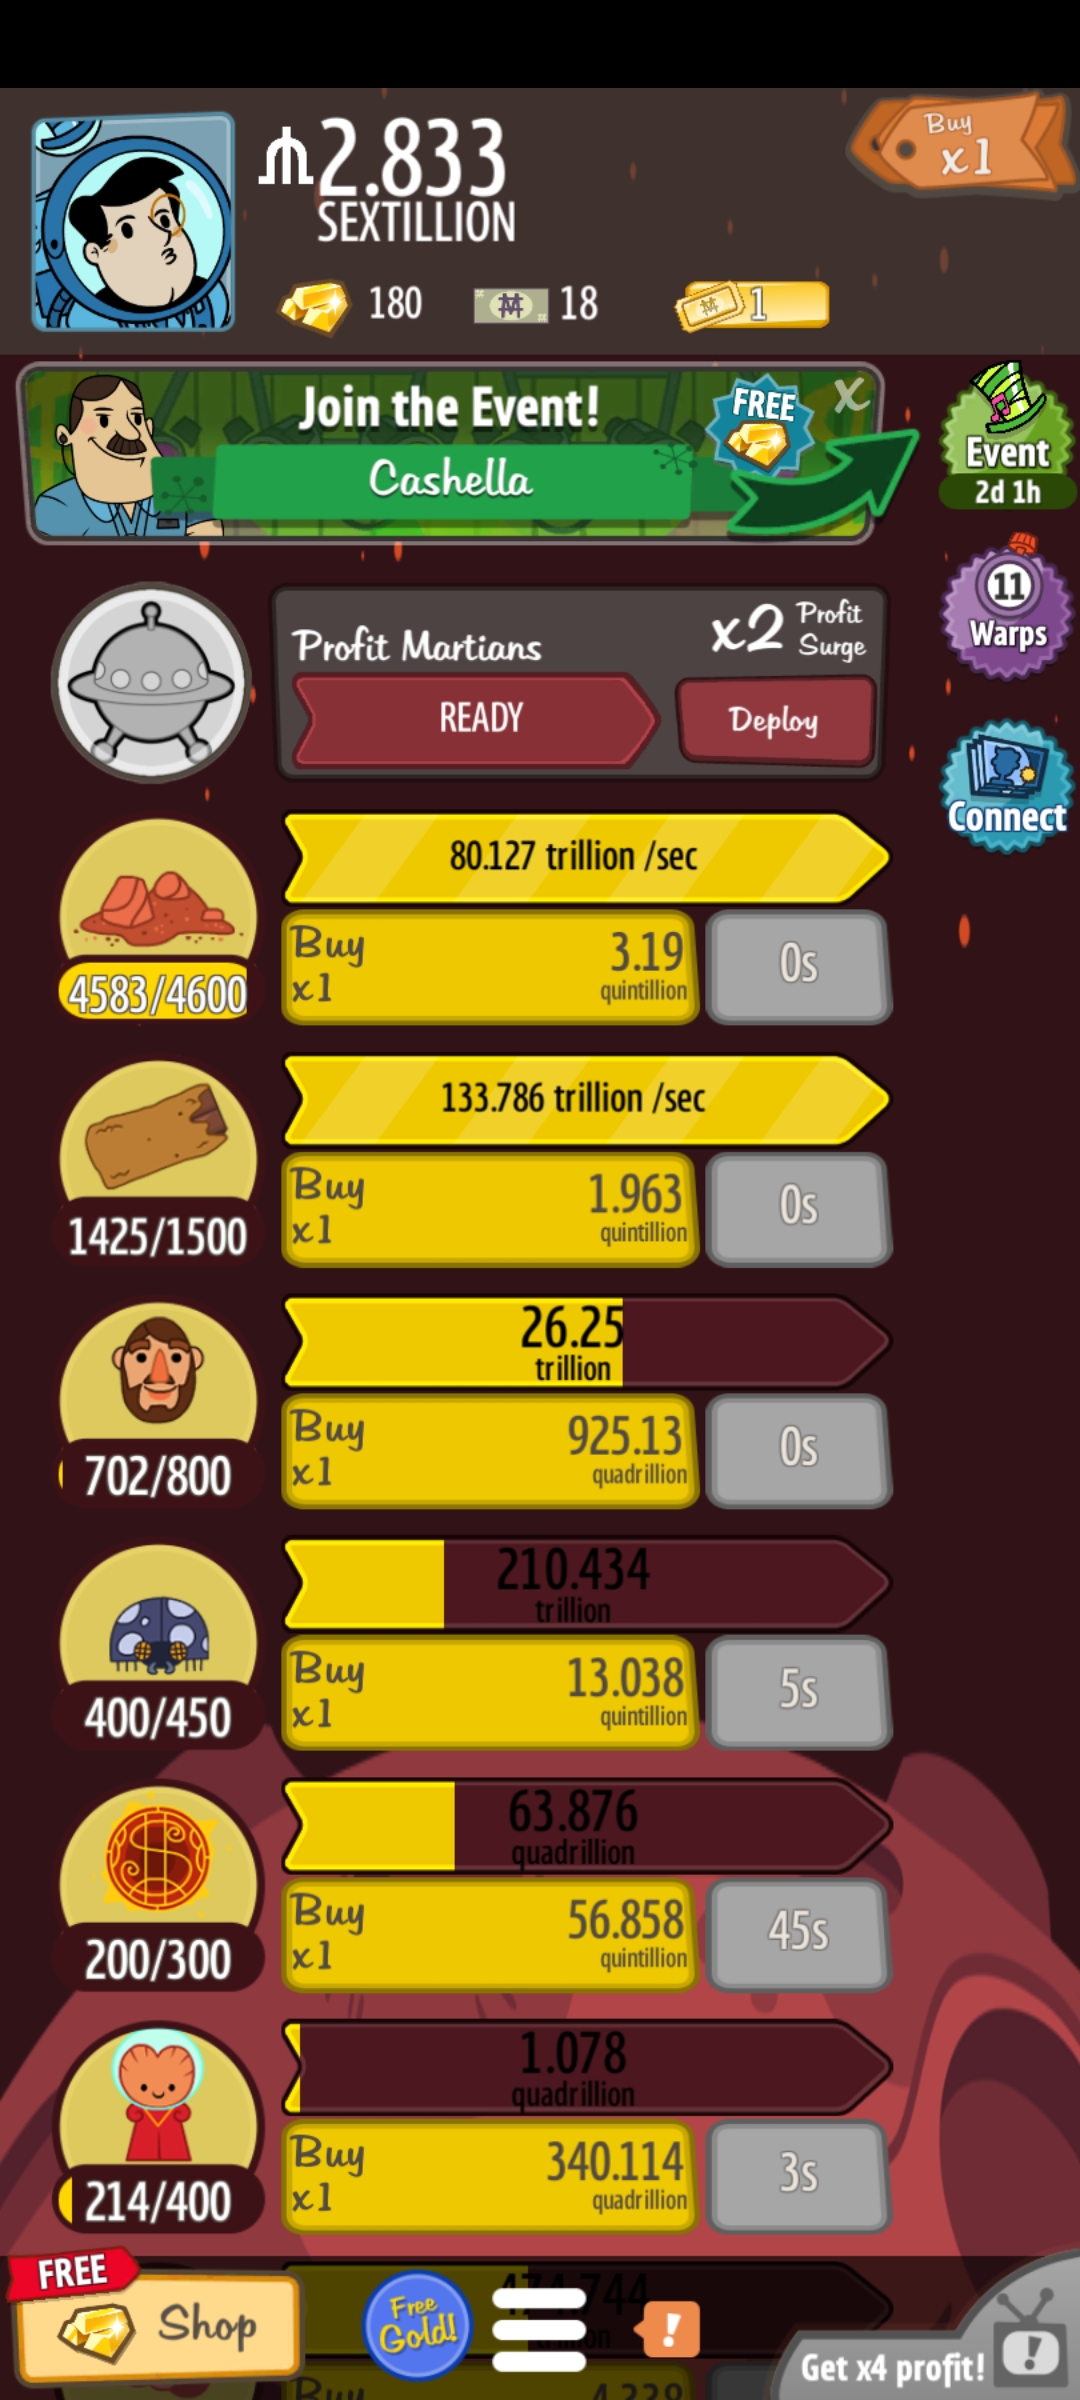 2.833
SEXTILLION
Buy
x1
180
18
1
Join the Event!
Cashella
FREE
X
Event
2d 1h
11
Warps
Connect
Profit Martians
x2 Profit
Surge
READY
Deploy
80.127 trillion /sec
4583/4600
Buy
x1
3.19
quintillion
0s
133.786 trillion /sec
1425/1500
Buy
x1
1.963
quintillion
0s
26.25
trillion
702/800
Buy
x1
925.13
quadrillion
0s
210.434
trillion
400/450
Buy
x1
13.038
quintillion
5s
63.876
quadrillion
200/300
Buy
x1
56.858
quintillion
45s
1.078
quadrillion
214/400
Buy
x1
340.114
quadrillion
3s
474.744
FREE
Shop
Free
Gold!
!
!
Get x4 profit!
Buy